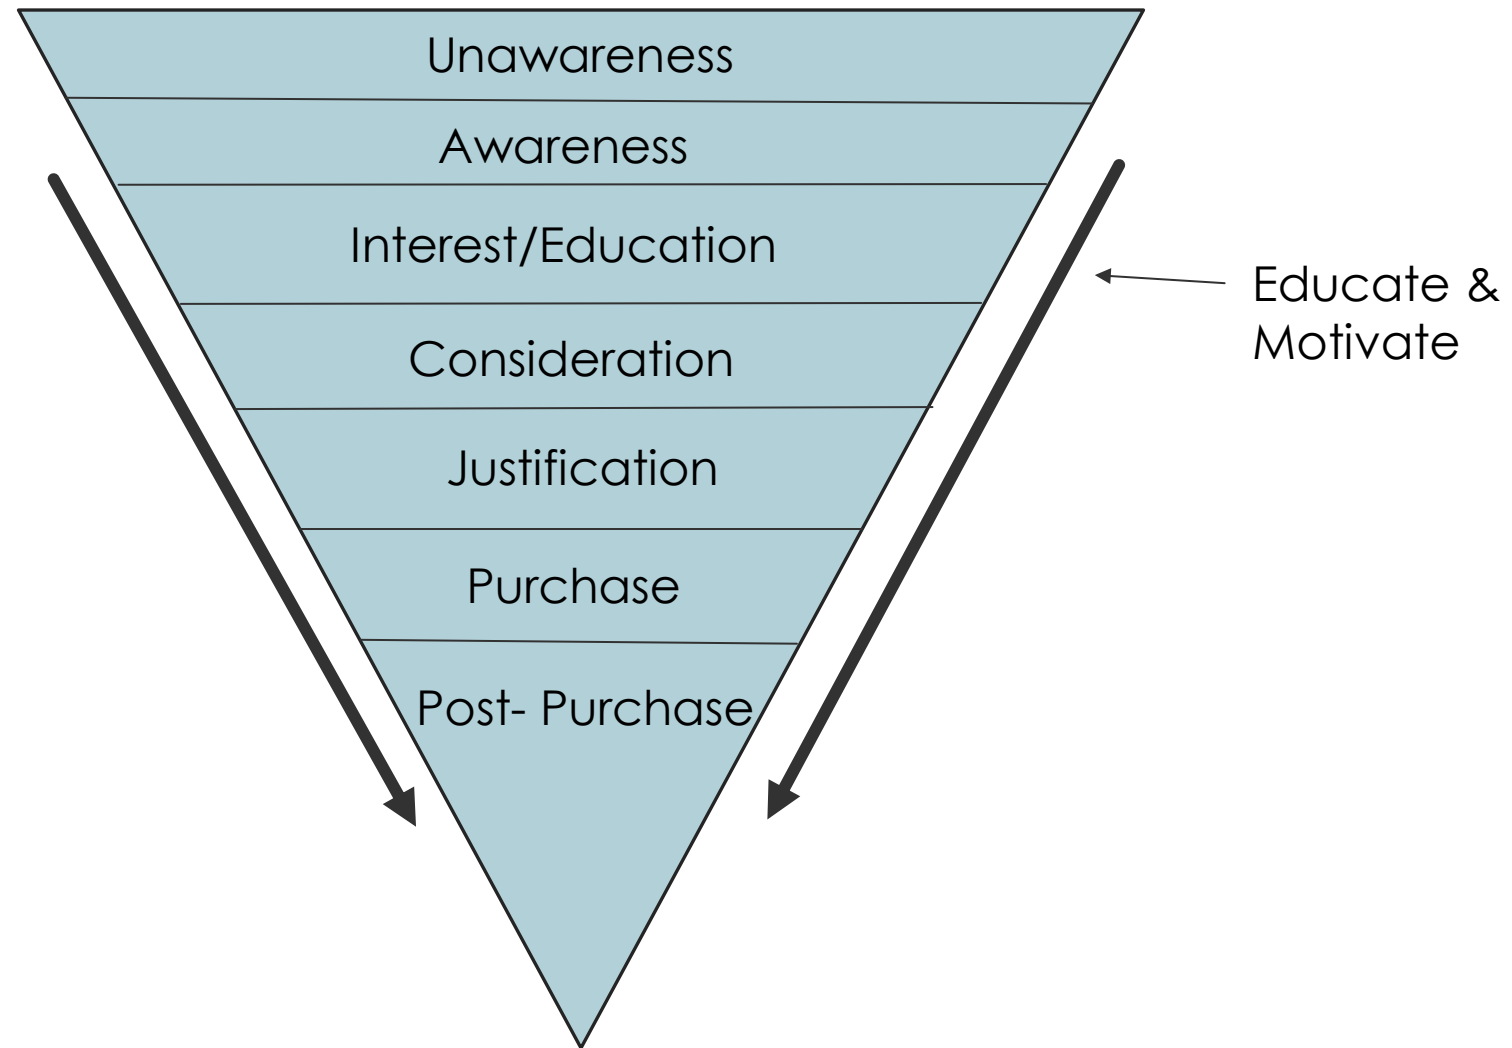 Unawareness
Awareness
Interest/Education
Educate &
Motivate
Consideration
Justification
Purchase
Post- Purchase